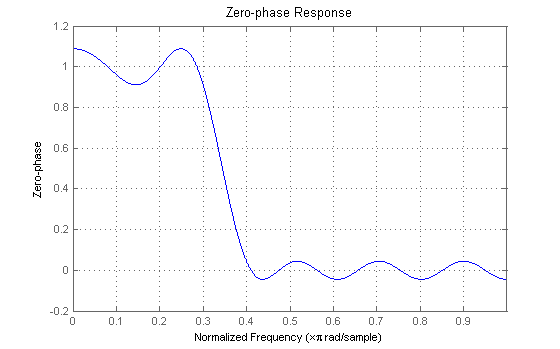 Zero-phase Response
1.2
1
0.8
0.6
0.4
0.2
0
-0.2
Zero-phase
0 0.1 0.2 0.3 0.4 0.5 0.6 0.7 0.8 0.9
Normalized Frequency (×π rad/sample)